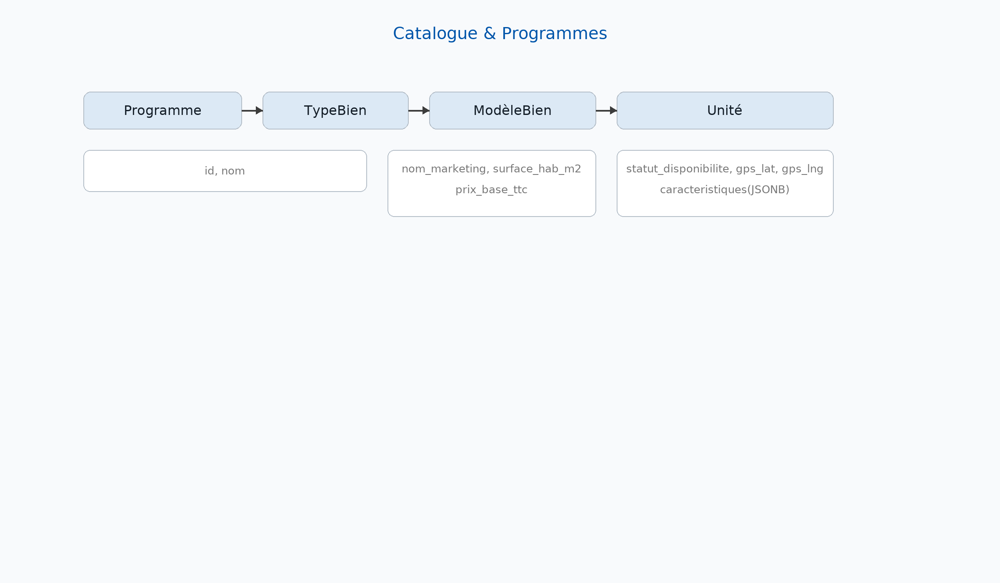 Catalogue & Programmes
Programme
TypeBien
ModèleBien
Unité
id, nom
nom_marketing, surface_hab_m2
prix_base_ttc
statut_disponibilite, gps_lat, gps_lng
caracteristiques(JSONB)